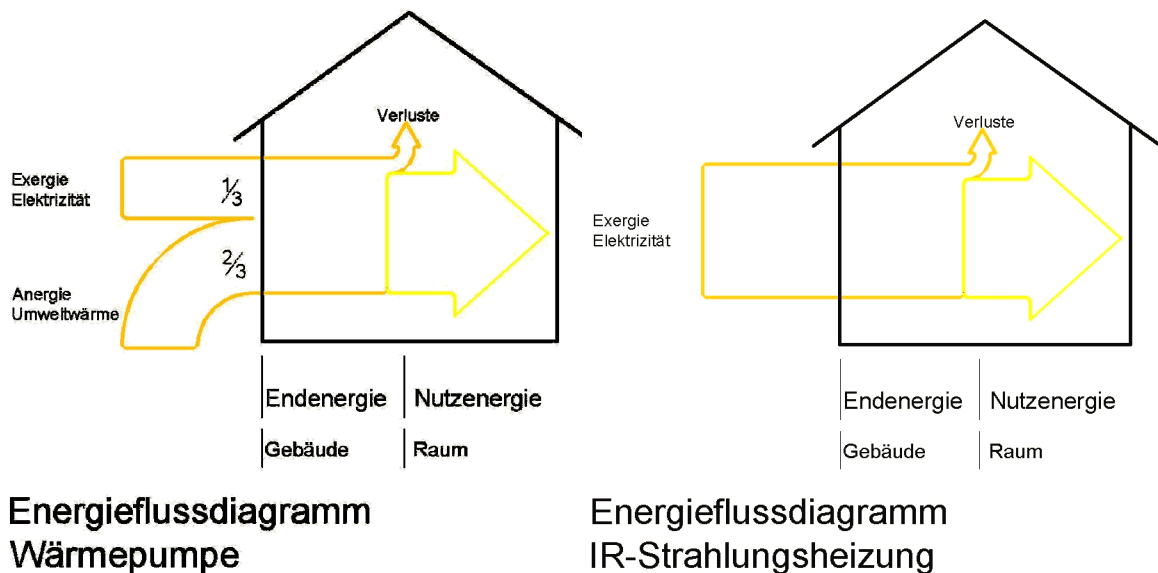 Verluste
Exergie
Elektrizität
1/3
2/3
Anergie
Umweltwärme
Endenergie
Nutzenergie
Gebäude
Raum
Energieflussdiagramm
Wärmepumpe
Verluste
Exergie
Elektrizität
Endenergie
Nutzenergie
Gebäude
Raum
Energieflussdiagramm
IR-Strahlungsheizung